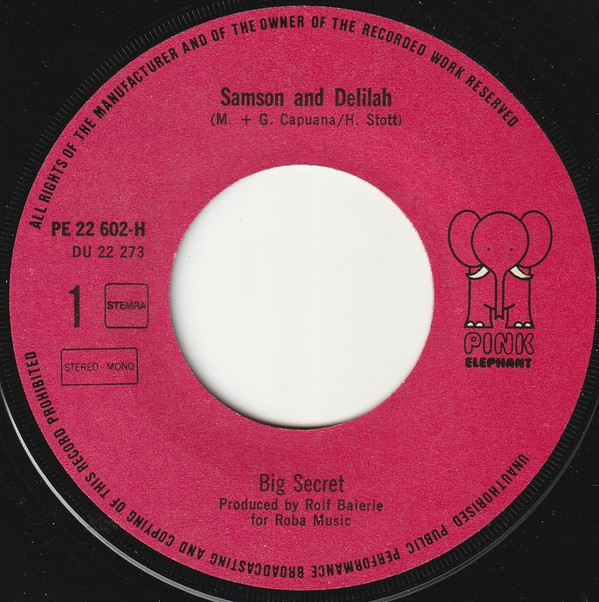 ALL RIGHTS OF THE MANUFACTURER AND OF THE OWNER OF THE RECORDED WORK RESERVED
Samson and Delilah
(M. + G. Capuana/H. Stott)
PE 22 602-H
DU 22 273
1
STEMRA
STEREO - MONO
PINK
ELEPHANT
Big Secret
Produced by Rolf Baierle
for Roba Music
UNAUTHORISED PUBLIC PERFORMANCE BROADCASTING AND COPYING OF THIS RECORD PROHIBITED